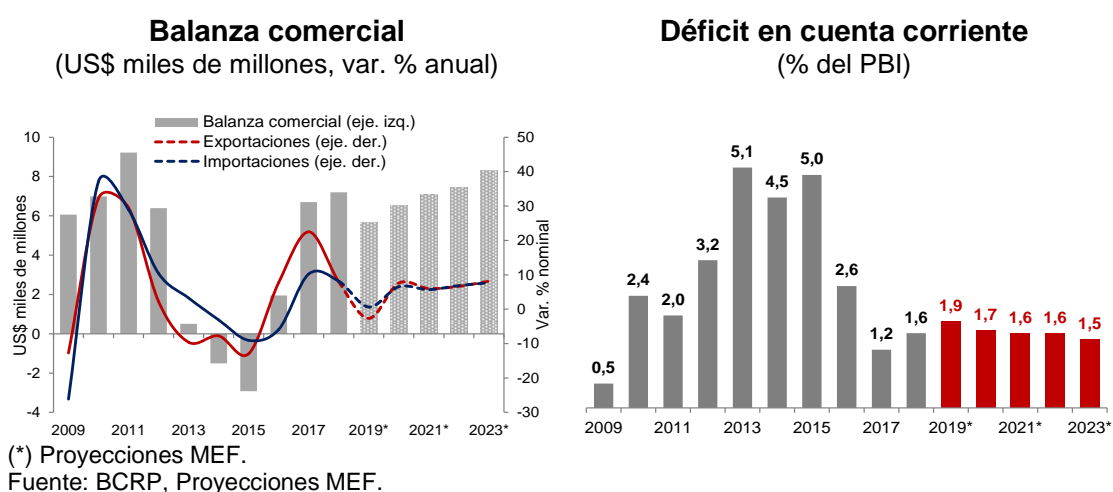 Balanza comercial
(US$ miles de millones, var. % anual)
Balanza comercial (eje. izq.)
Exportaciones (eje. der.)
Importaciones (eje. der.)
US$ miles de millones
10
8
6
4
2
0
-2
-4
50
40
30
20
10
0
-10
-20
-30
Var. % nominal
2009 2011 2013 2015 2017 2019* 2021* 2023*
(*) Proyecciones MEF.
Fuente: BCRP, Proyecciones MEF.
Déficit en cuenta corriente
(% del PBI)
0,5
2,4
2,0
3,2
5,1
4,5
5,0
2,6
1,2
1,6
1,9
1,7
1,6
1,6
1,5
2009 2011 2013 2015 2017 2019* 2021* 2023*